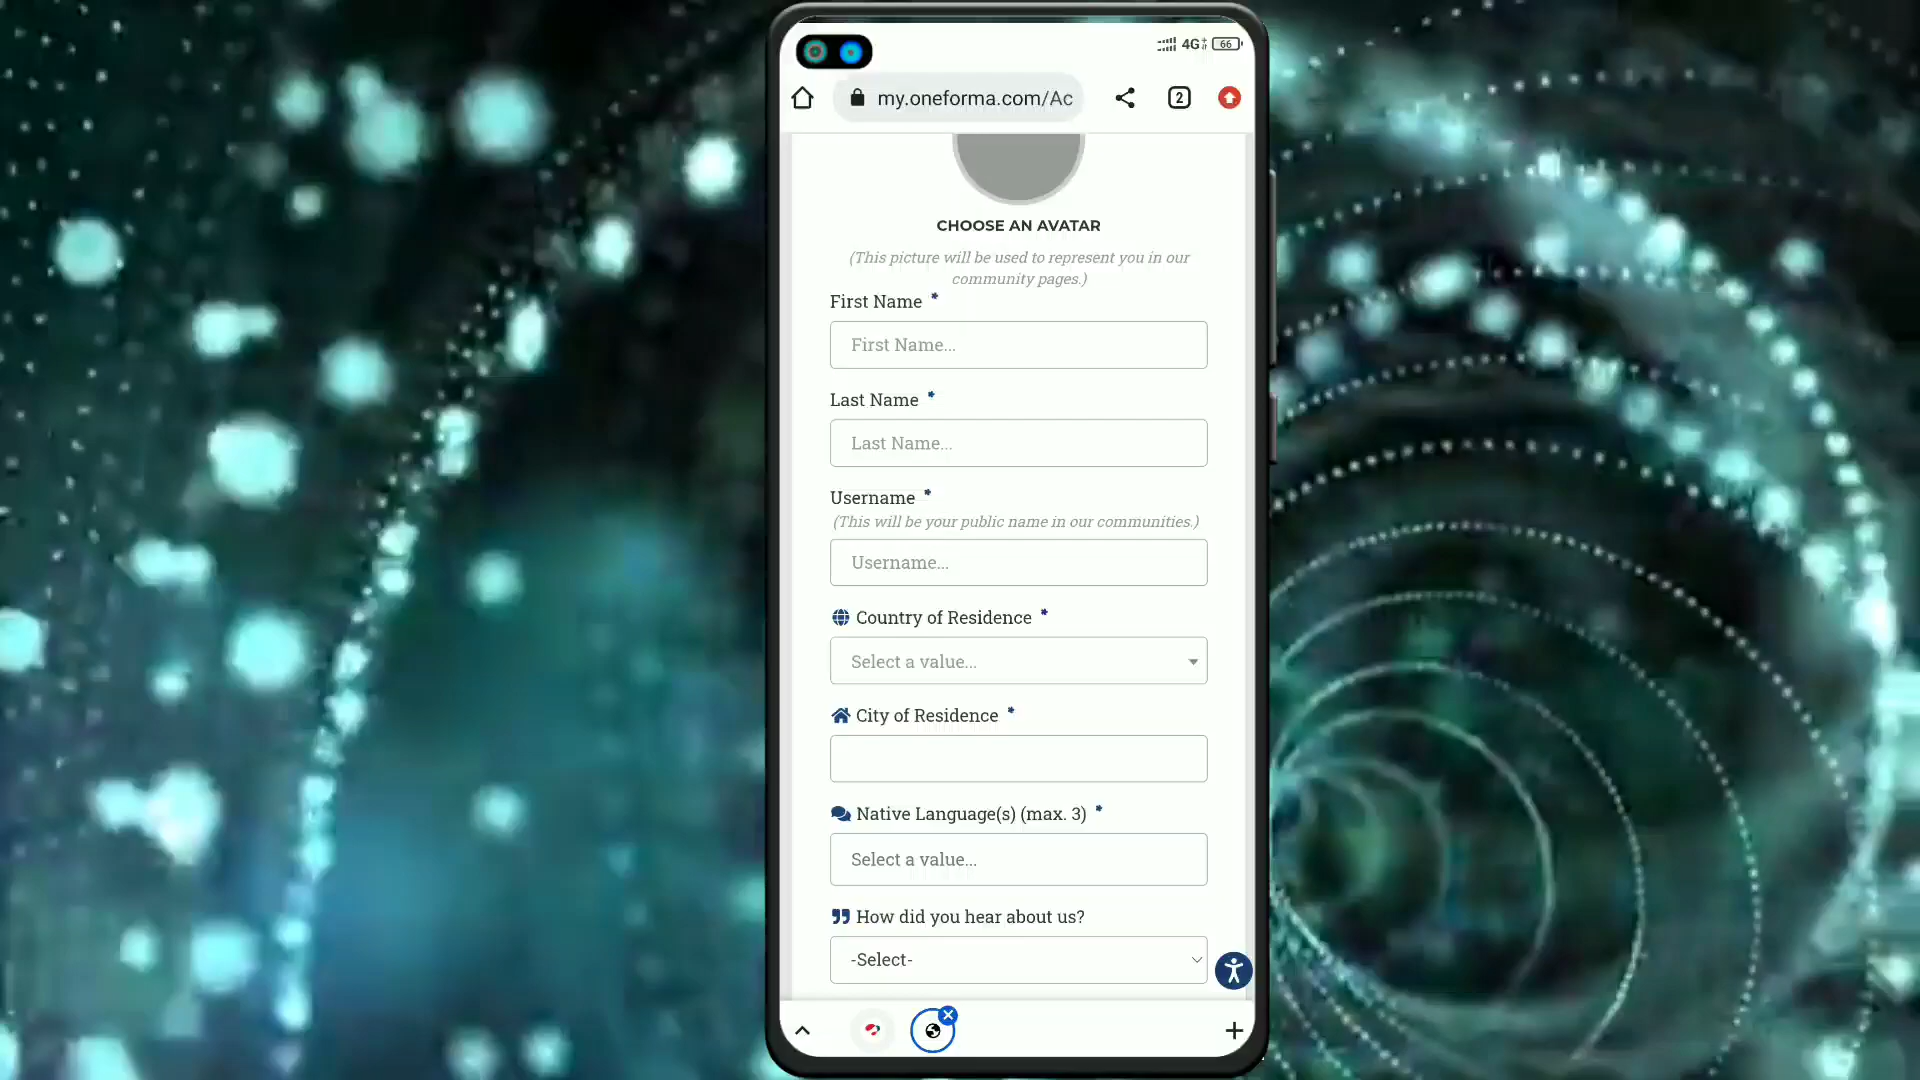 4G+
66
my.oneforma.com/Ac
2
CHOOSE AN AVATAR
(This picture will be used to represent you in our
community pages.)
First Name *
First Name...
Last Name *
Last Name...
Username *
(This will be your public name in our communities.)
Username...
Country of Residence *
Select a value...
City of Residence *
Native Language(s) (max. 3) *
Select a value...
How did you hear about us?
-Select-